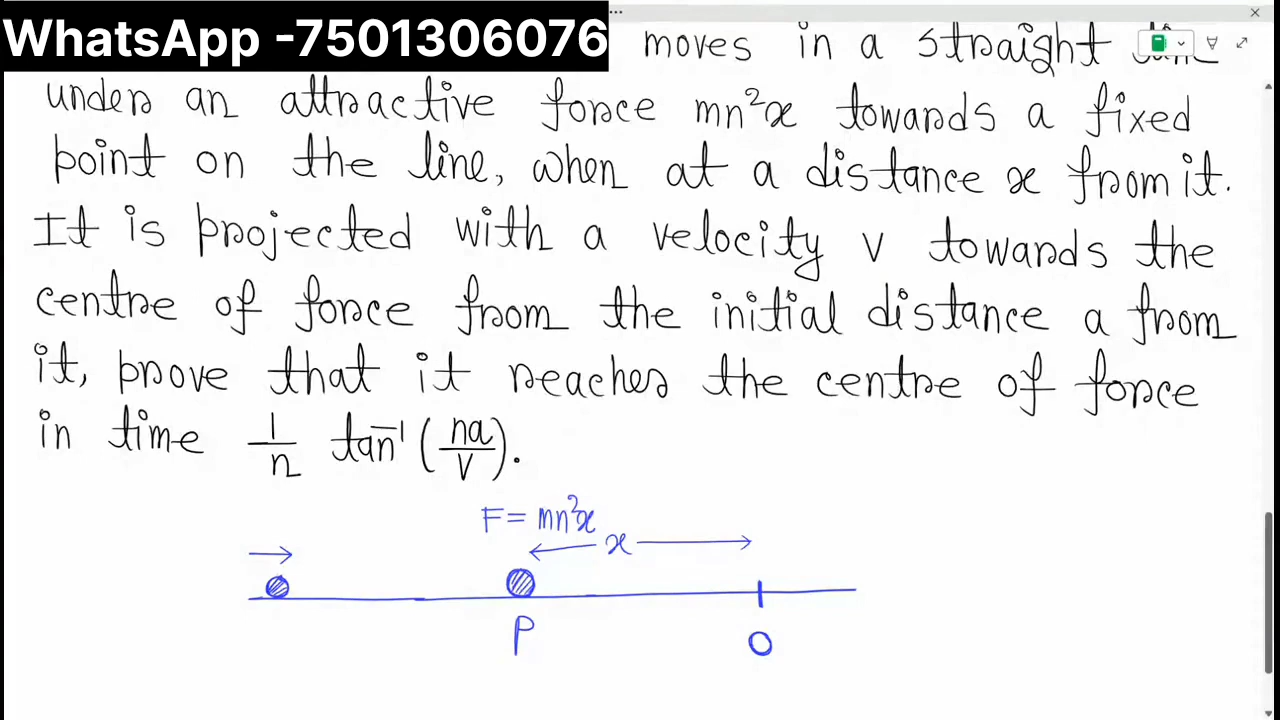 WhatsApp -7501306076
moves in a straight line
under an attractive force mn²x towards a fixed
point on the line, when at a distance x from it.
It is projected with a velocity v towards the
centre of force from the initial distance a from
it, prove that it reaches the centre of force
in time 1/n tan⁻¹ (na/v).
F = mn²x
x
P
O